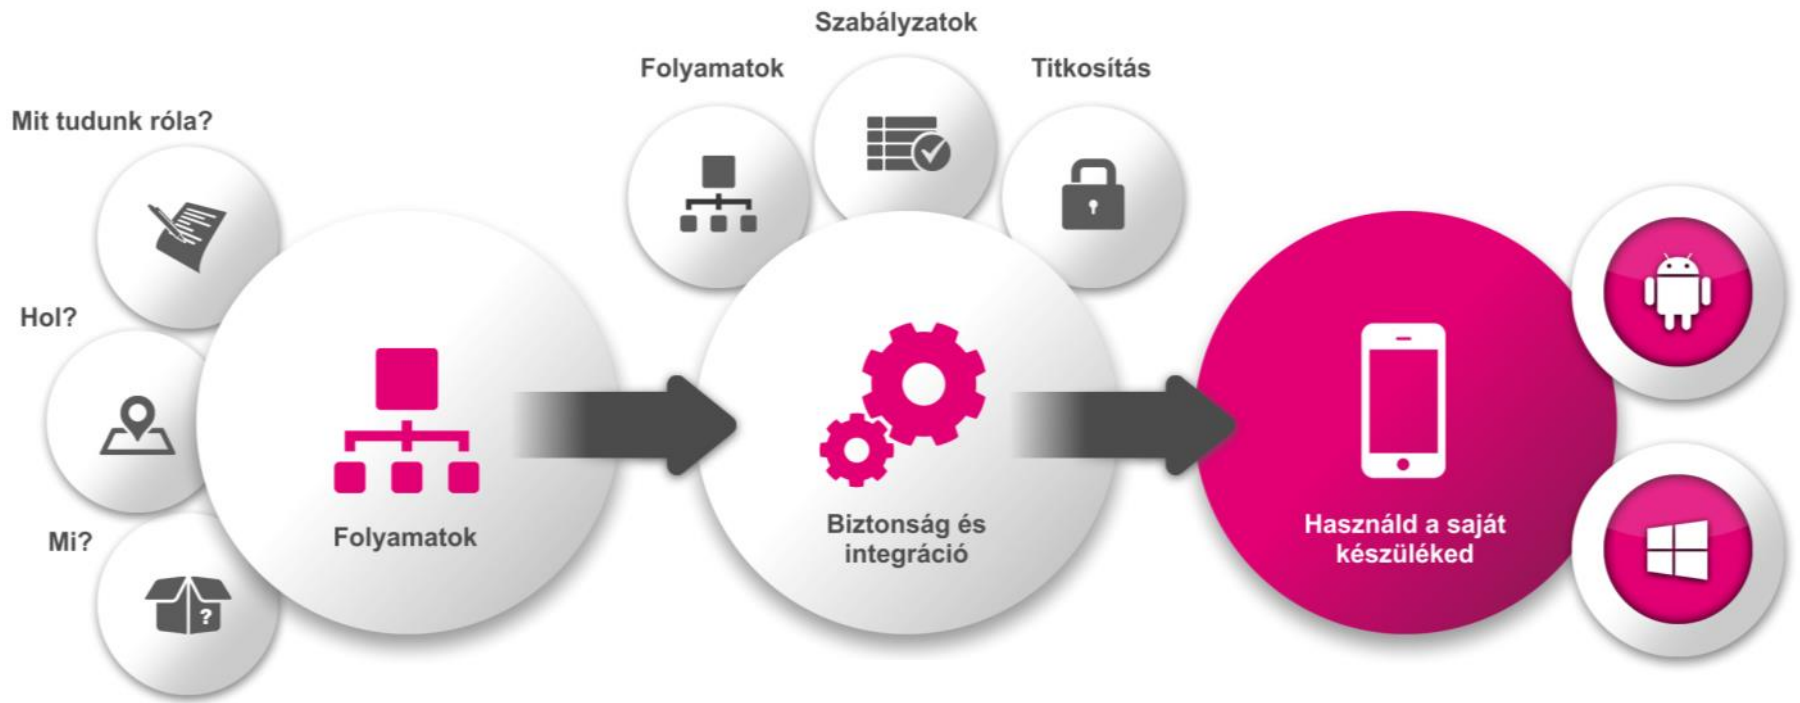 Mit tudunk róla?
Hol?
Mi?
?
Folyamatok
Folyamatok
Szabályzatok
Titkosítás
Biztonság és
integráció
Használd a saját
készüléked